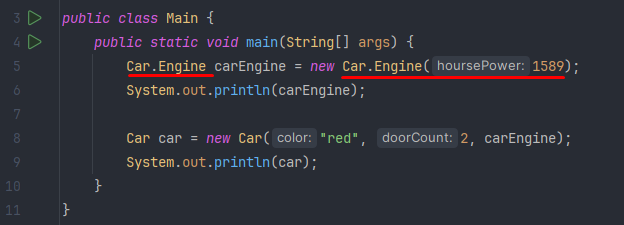 3 public class Main {
4 public static void main(String[] args) {
5 Car.Engine carEngine = new Car.Engine( hoursePower: 1589);
6 System.out.println(carEngine);
7
8 Car car = new Car( color: "red", doorCount: 2, carEngine);
9 System.out.println(car);
10 }
11 }